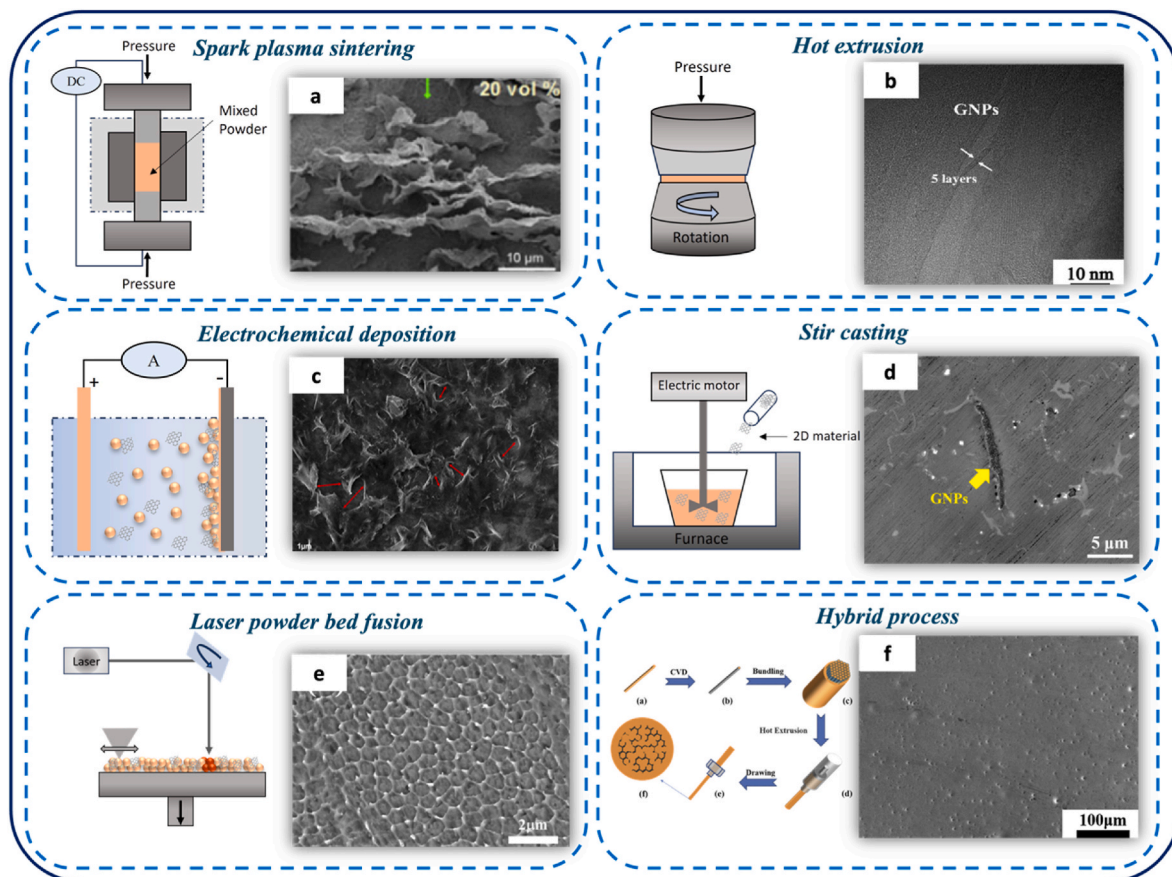 Spark plasma sintering
Pressure
DC
Mixed
Powder
Pressure
a
20 vol %
10 µm
Hot extrusion
Pressure
Rotation
b
GNPs
5 layers
10 nm
Electrochemical deposition
A
+
-
c
1µm
Stir casting
Electric motor
2D material
Furnace
d
GNPs
5 µm
Laser powder bed fusion
Laser
e
2µm
Hybrid process
CVD
Bundling
(a)
(b)
(c)
Hot Extrusion
Drawing
(f)
(e)
(d)
f
100µm